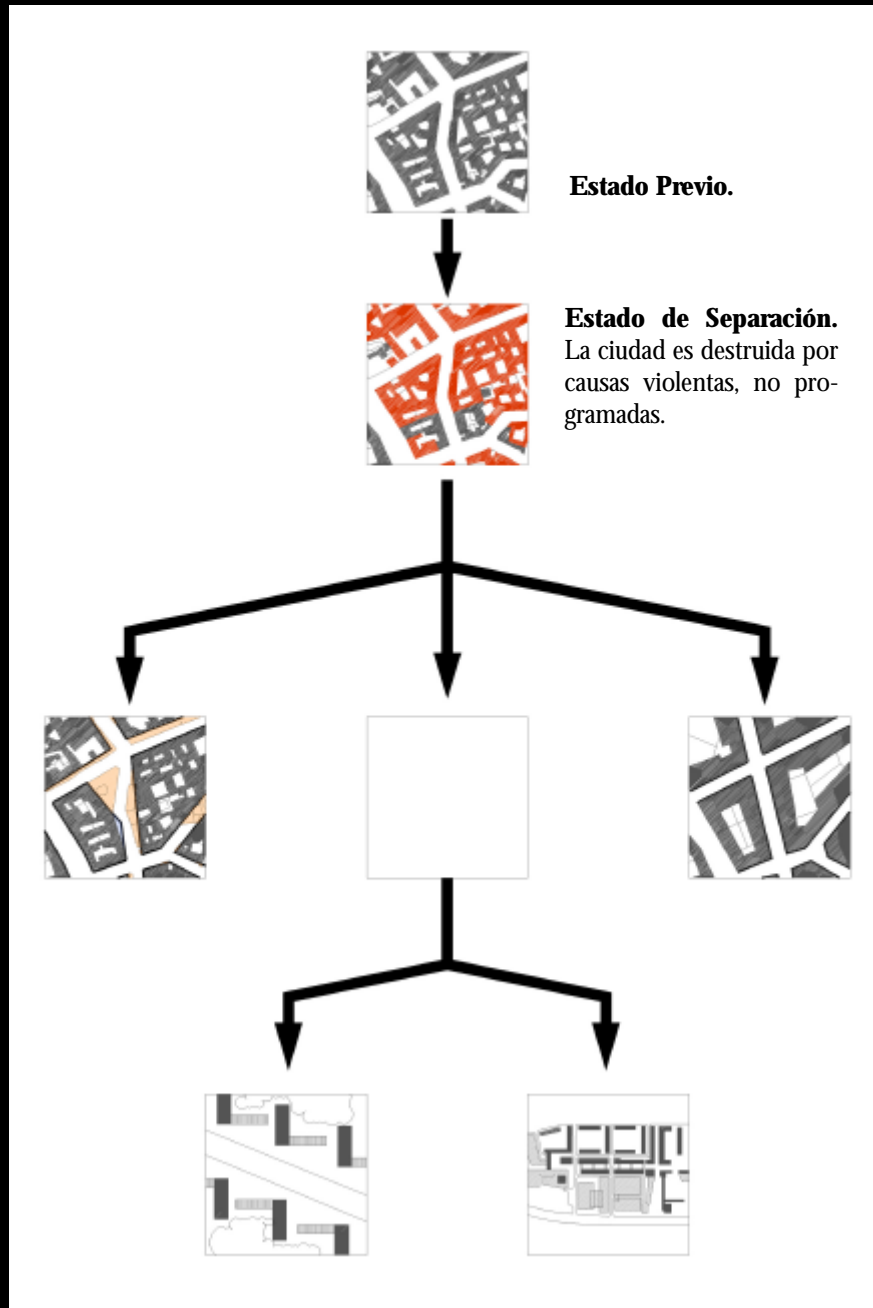 Estado Previo.
Estado de Separación.
La ciudad es destruida por
causas violentas, no pro-
gramadas.